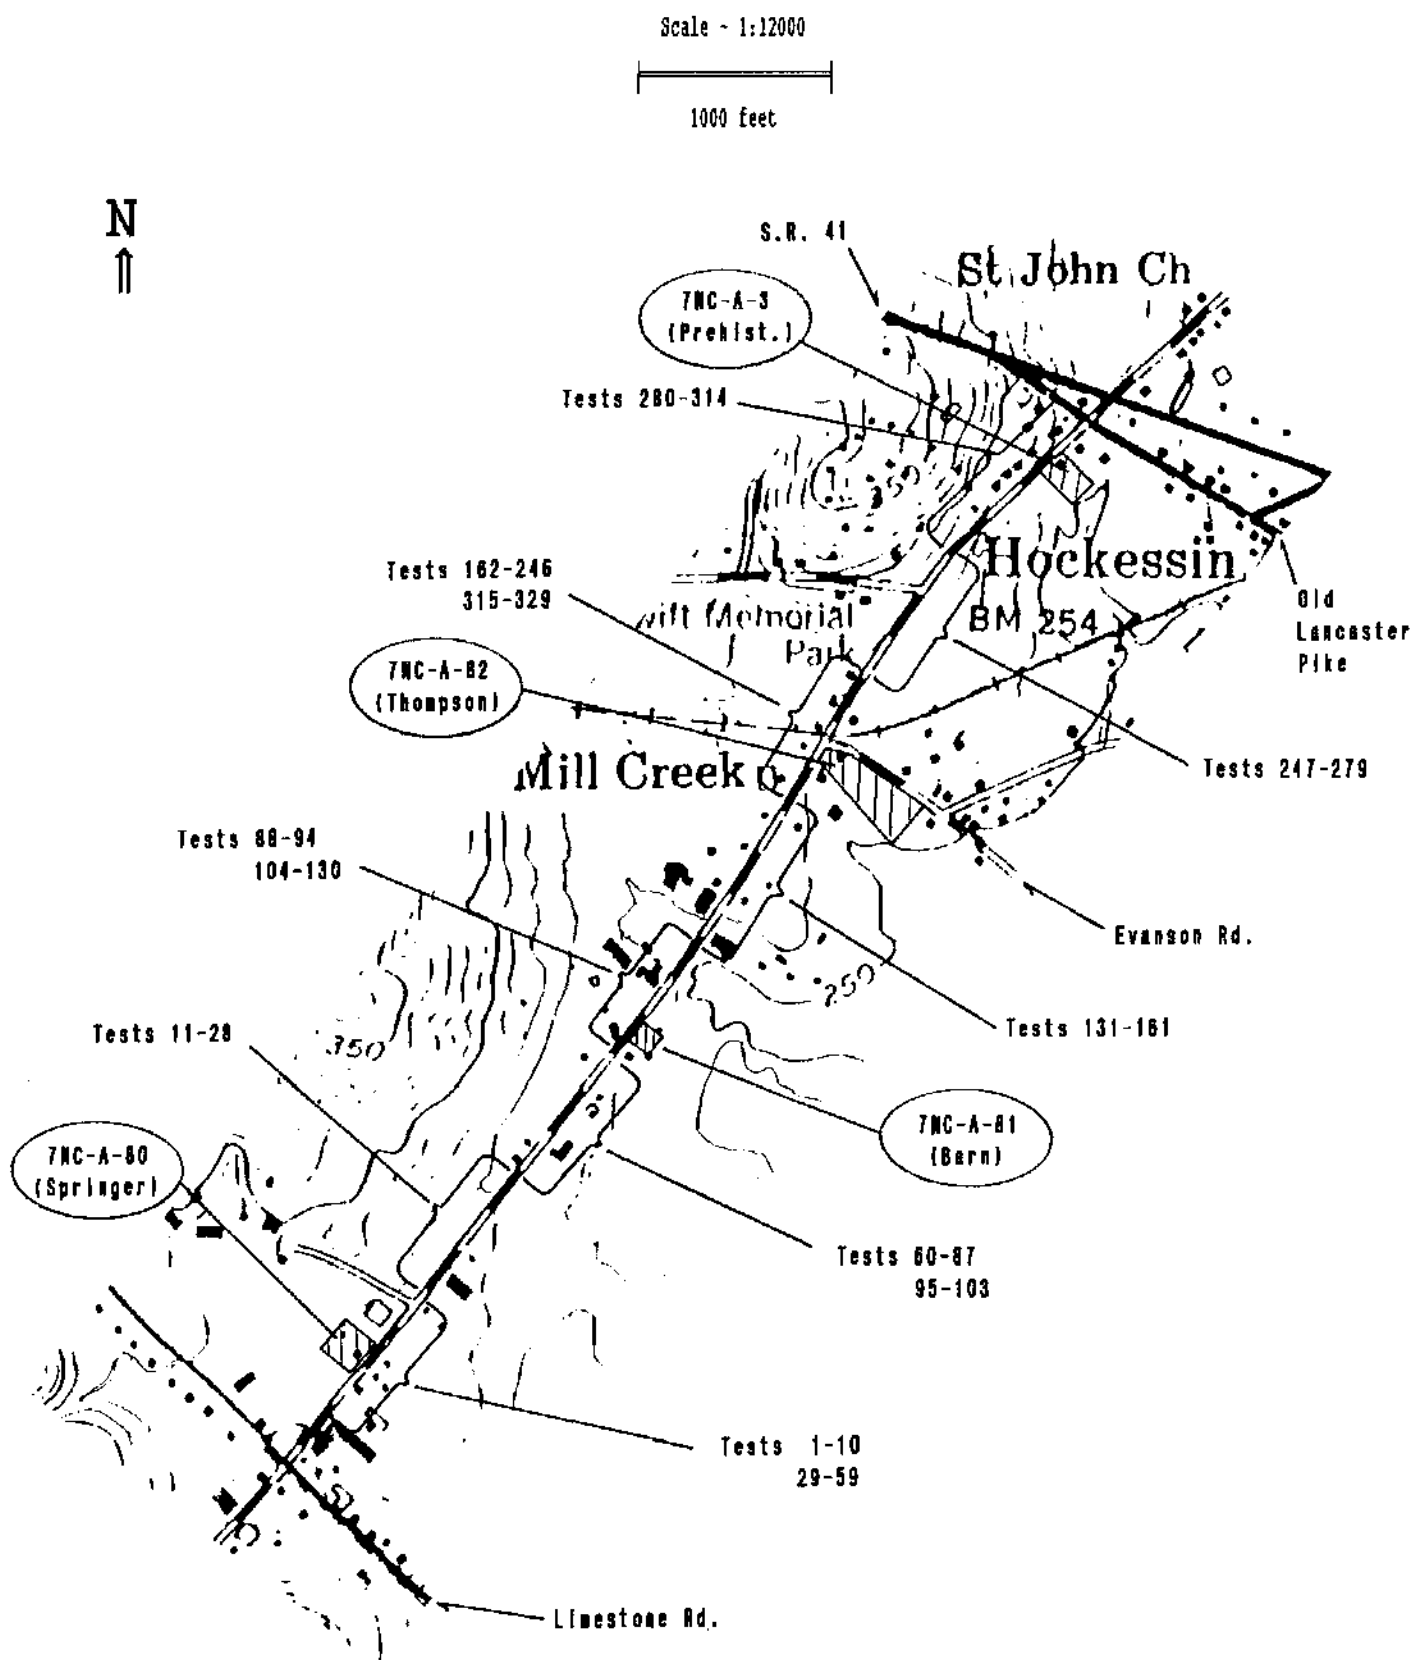 Scale - 1:12000
1000 feet
N
S.R. 41
St John Ch
7NC-A-3
(Prehist.)
Tests 280-314
250
Hockessin
Tests 162-246
315-329
Memorial
Park
BM 254
Old
Lancaster
Pike
7NC-A-82
(Thompson)
Mill Creek
Tests 247-279
Tests 88-94
104-130
Evanson Rd.
250
Tests 131-161
Tests 11-28
350
7NC-A-81
(Barn)
7NC-A-80
(Springer)
Tests 60-87
95-103
Tests 1-10
29-59
Limestone Rd.